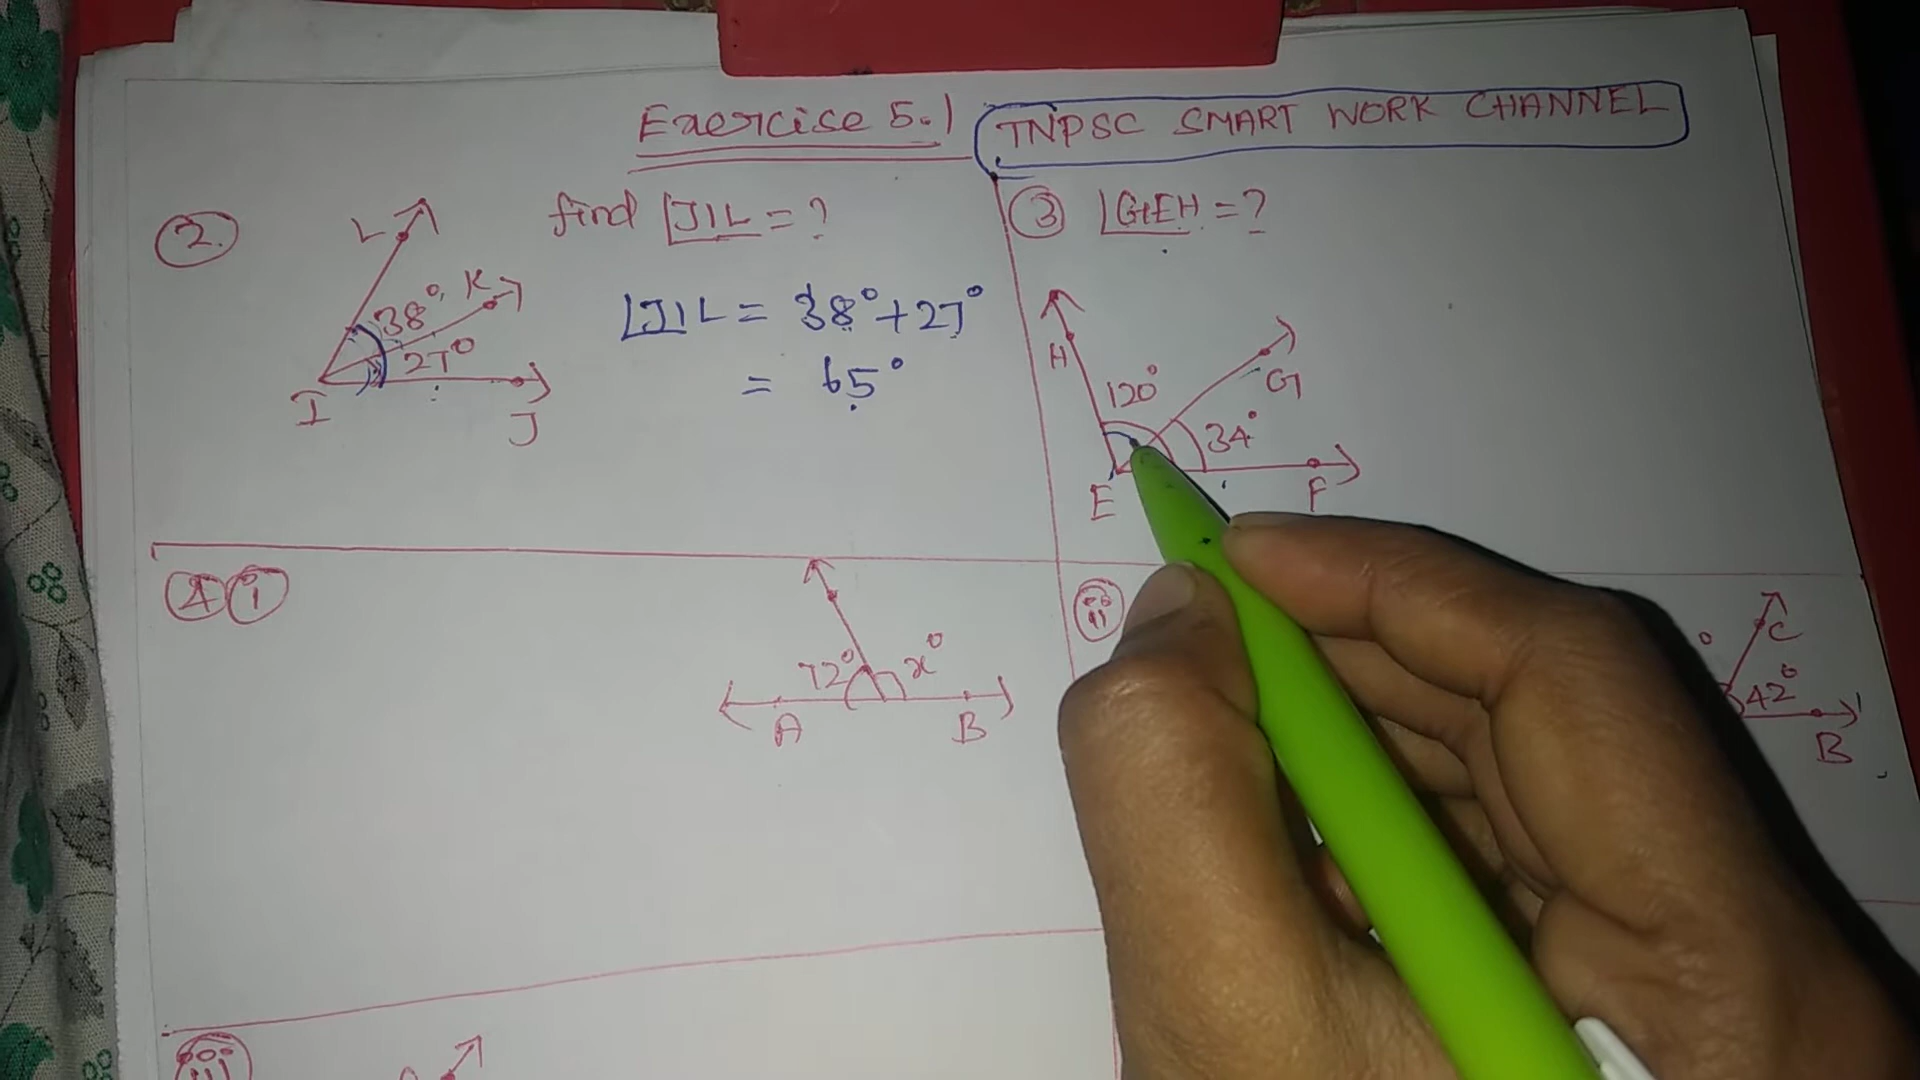 Exercise 5.1
TNPSC SMART WORK CHANNEL
2.
find ∠JIL = ?
L
38°
K
27°
I
J
∠JIL = 38° + 27°
= 65°
3
∠GEH = ?
H
120°
G
34°
E
F
4 i
72°
x°
A
B
ii
°
C
42°
B
iii